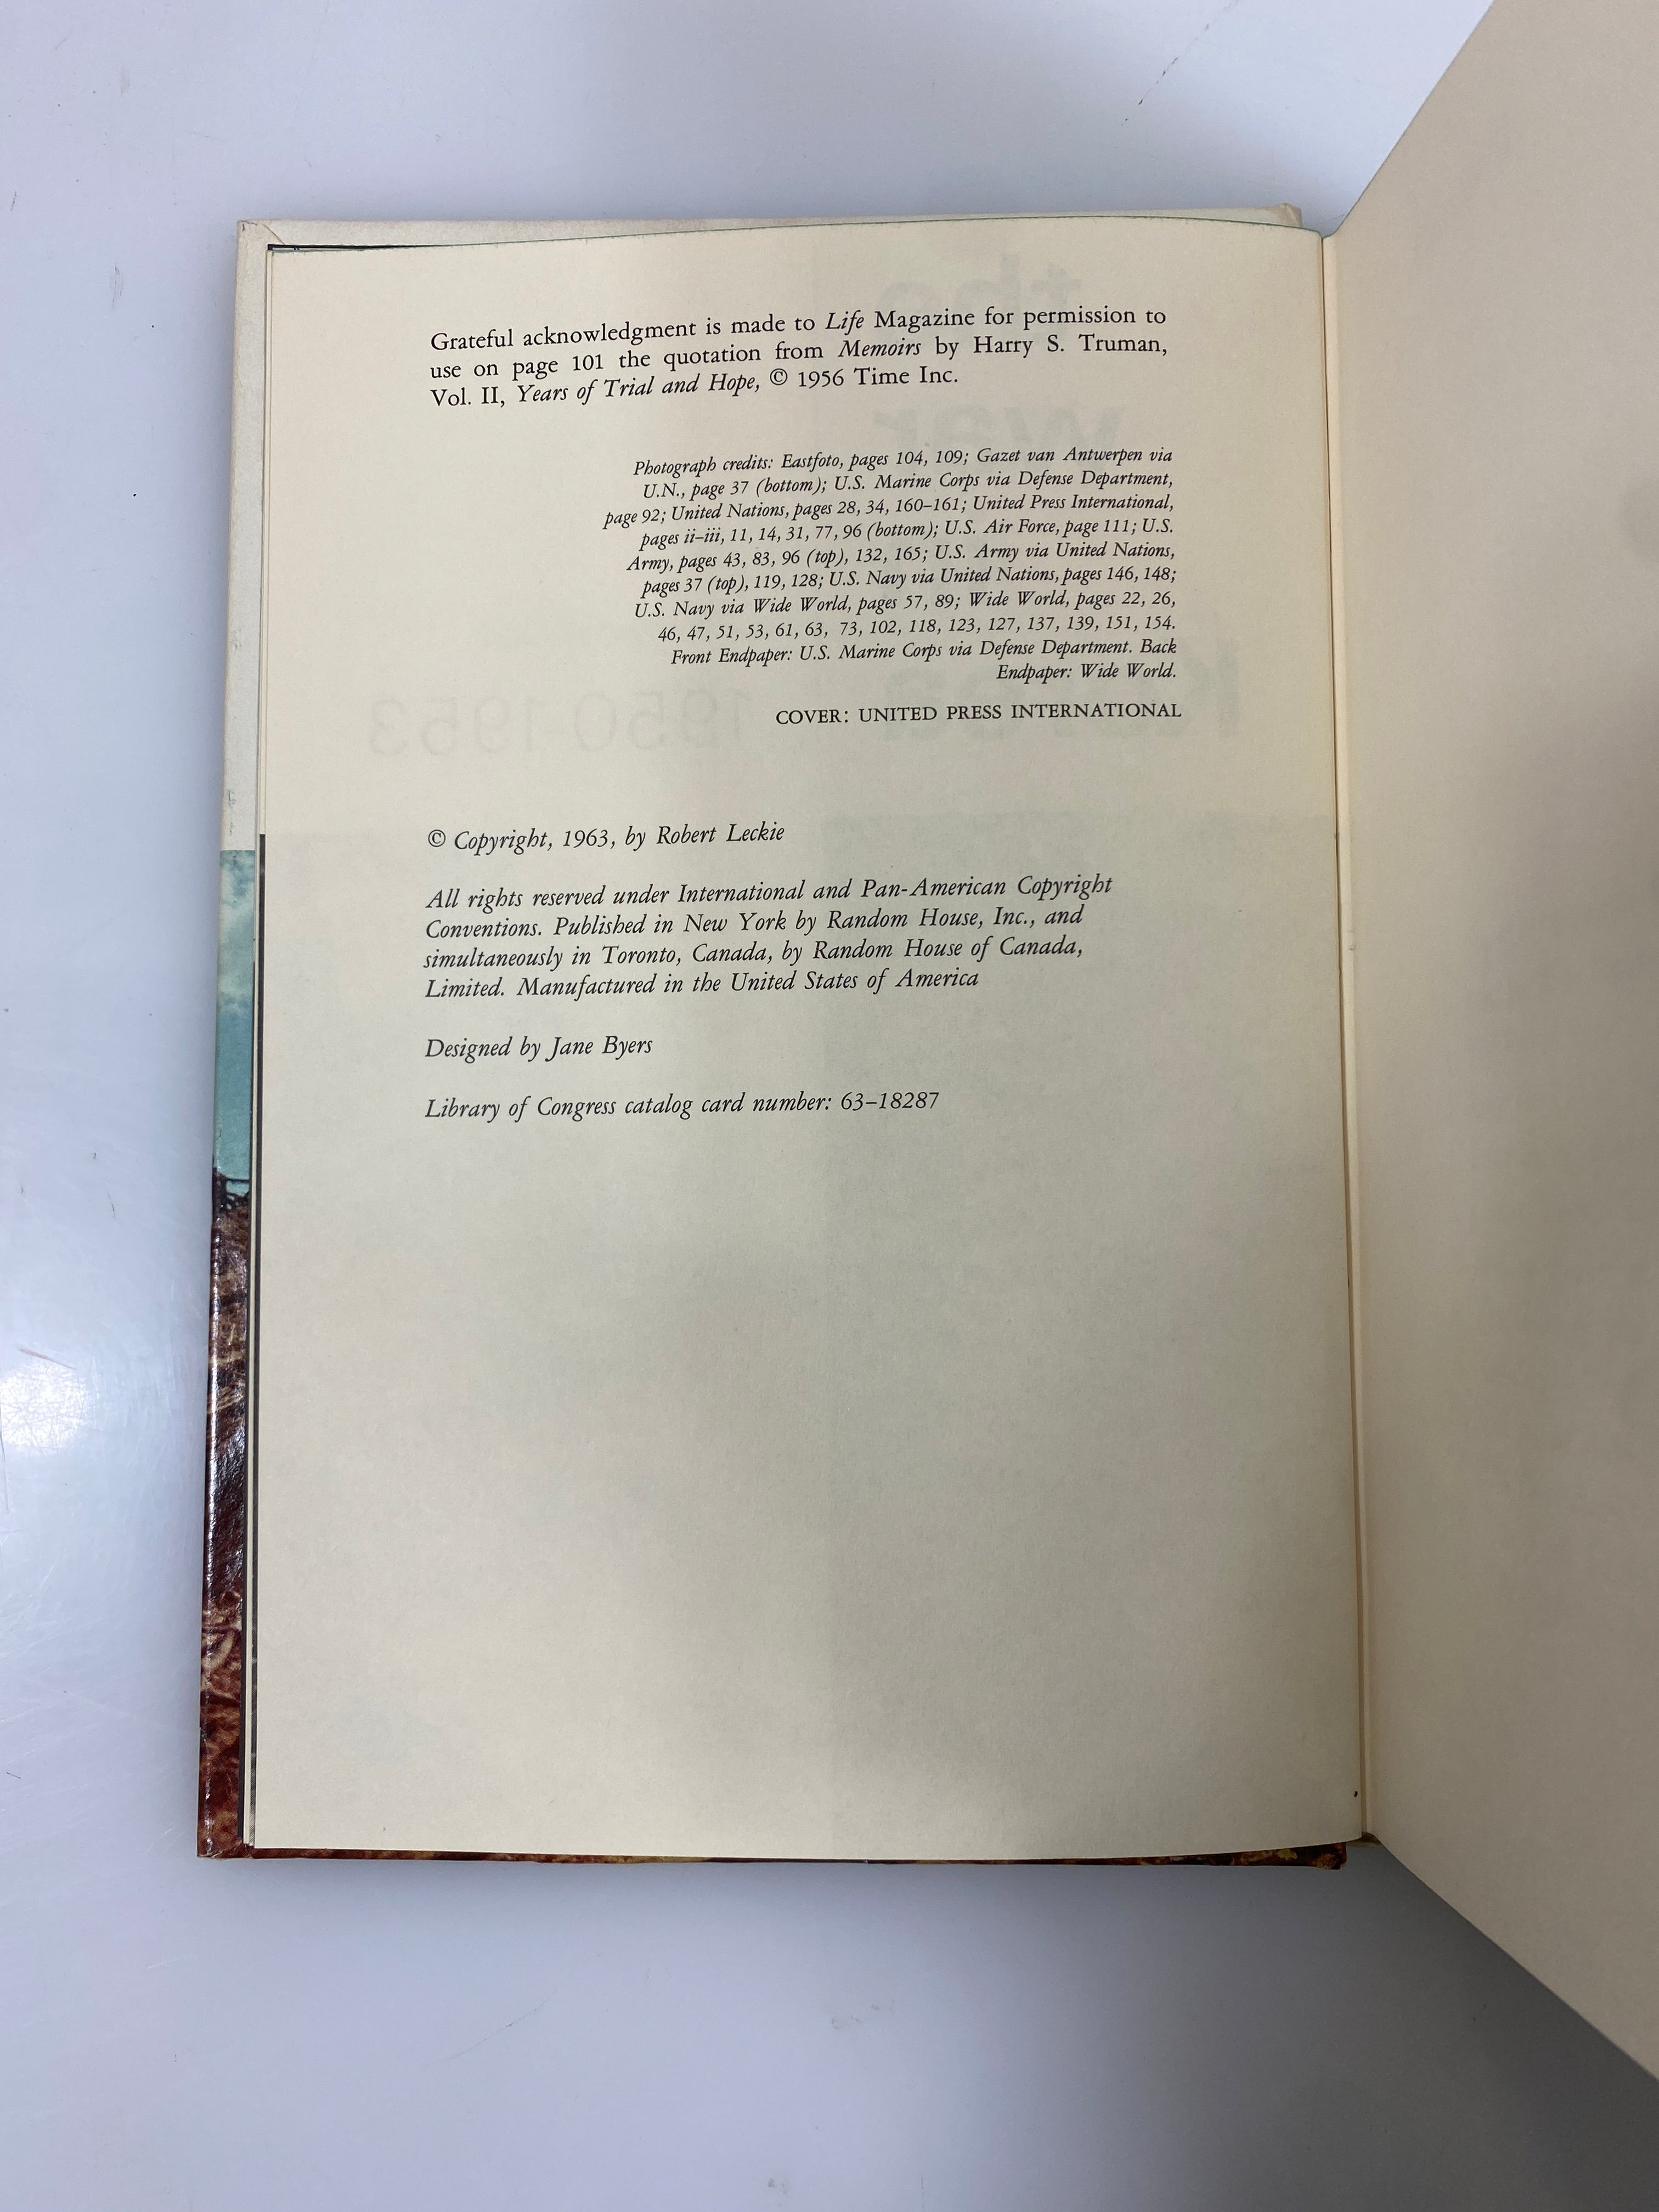 Grateful acknowledgment is made to Life Magazine for permission to
use on page 101 the quotation from Memoirs by Harry S. Truman,
Vol. II, Years of Trial and Hope, © 1956 Time Inc.
Photograph credits: Eastfoto, pages 104, 109; Gazet van Antwerpen via
U.N., page 37 (bottom); U.S. Marine Corps via Defense Department,
page 92; United Nations, pages 28, 34, 160–161; United Press International,
pages ii–iii, 11, 14, 31, 77, 96 (bottom); U.S. Air Force, page 111; U.S.
Army, pages 43, 83, 96 (top), 132, 165; U.S. Army via United Nations,
pages 37 (top), 119, 128; U.S. Navy via United Nations, pages 146, 148;
U.S. Navy via Wide World, pages 57, 89; Wide World, pages 22, 26,
46, 47, 51, 53, 61, 63, 73, 102, 118, 123, 127, 137, 139, 151, 154.
Front Endpaper: U.S. Marine Corps via Defense Department. Back
Endpaper: Wide World.
COVER: UNITED PRESS INTERNATIONAL
© Copyright, 1963, by Robert Leckie
All rights reserved under International and Pan-American Copyright
Conventions. Published in New York by Random House, Inc., and
simultaneously in Toronto, Canada, by Random House of Canada,
Limited. Manufactured in the United States of America
Designed by Jane Byers
Library of Congress catalog card number: 63–18287